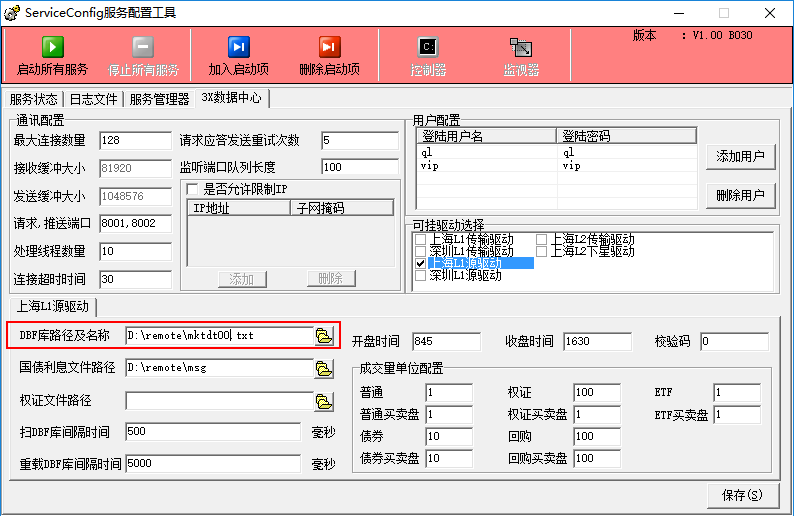 ServiceConfig服务配置工具
启动所有服务 停止所有服务 加入启动项 删除启动项 控制器 监视器 版本 : V1.00 B030
服务状态 日志文件 服务管理器 3X数据中心
通讯配置
最大连接数量 128 请求应答发送重试次数 5
接收缓冲大小 81920 监听端口队列长度 100
发送缓冲大小 1048576 是否允许限制IP
请求,推送端口 8001,8002 IP地址 子网掩码
处理线程数量 10
连接超时时间 30 添加 删除
用户配置
登陆用户名 登陆密码
ql ql 添加用户
vip vip
删除用户
可挂驱动选择
上海L1传输驱动 上海L2传输驱动
深圳L1传输驱动 上海L2下星驱动
上海L1源驱动
深圳L1源驱动
上海L1源驱动
DBF库路径及名称 D:\remote\mktdt00.txt 开盘时间 845 收盘时间 1630 校验码 0
国债利息文件路径 D:\remote\msg
权证文件路径
扫DBF库间隔时间 500 毫秒
重载DBF库间隔时间 5000 毫秒
成交量单位配置
普通 1 权证 100 ETF 1
普通买卖盘 1 权证买卖盘 1 ETF买卖盘 1
债券 10 回购 100
债券买卖盘 10 回购买卖盘 100
保存(S)